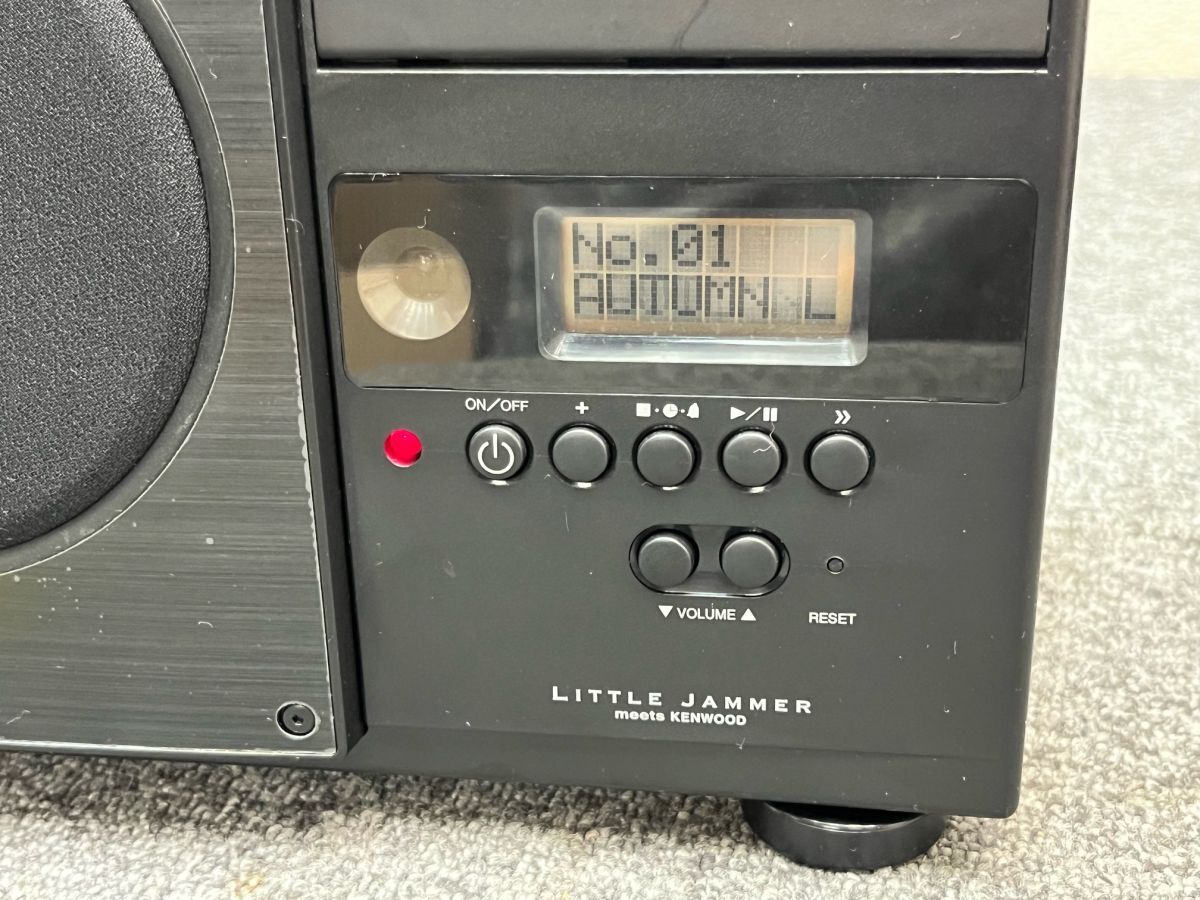 No.01
AUTUMN L
ON/OFF
VOLUME
RESET
LITTLE JAMMER
meets KENWOOD